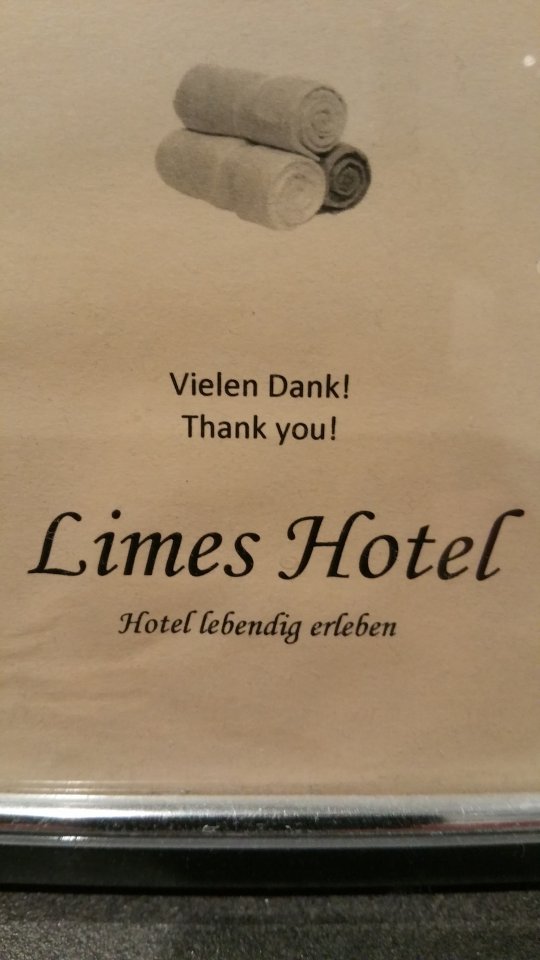 Vielen Dank!
Thank you!
Limes Hotel
Hotel lebendig erleben